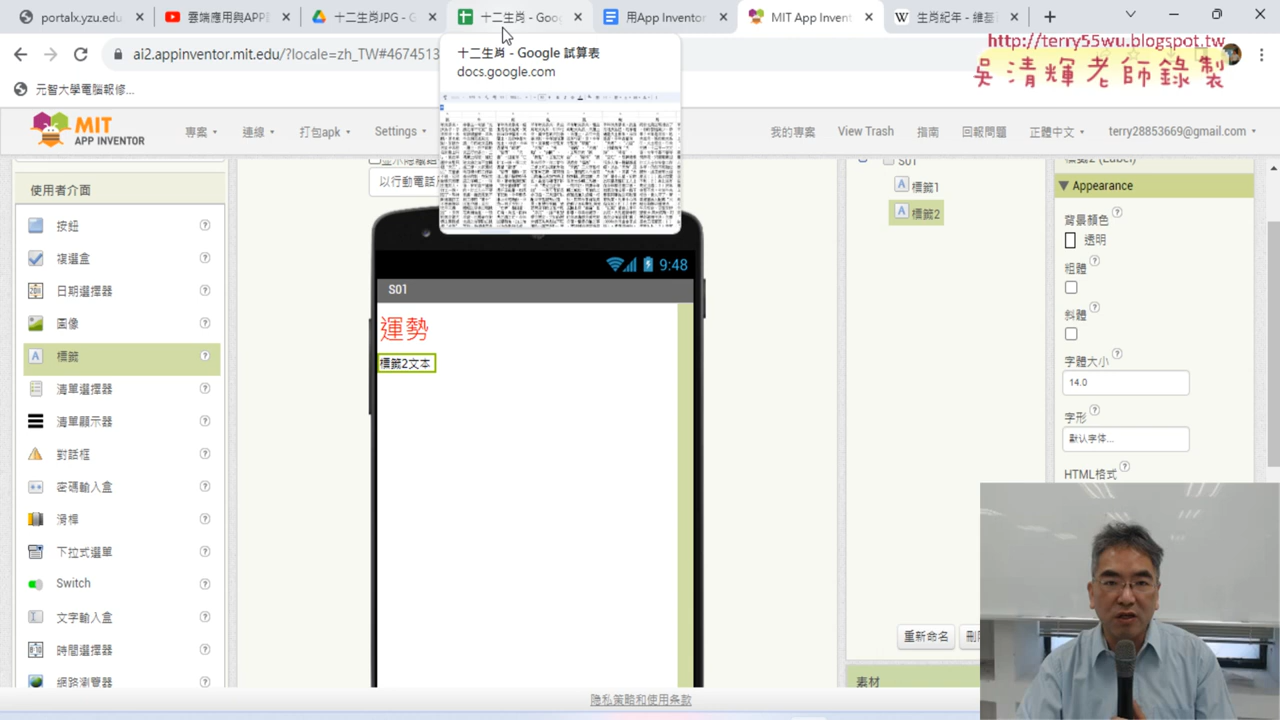 portalx.yzu.edu
雲端應用與APP
十二生肖JPG - G
十二生肖 - Goo
用App Inventor
MIT App Invent
生肖紀年 - 維基
ai2.appinventor.mit.edu/?locale=zh_TW#4674513
http://terry55wu.blogspot.tw
吳清輝老師錄製
十二生肖 - Google 試算表
docs.google.com
元智大學電腦報修...
MIT
APP INVENTOR
專案
連線
打包apk
Settings
我的專案
View Trash
指南
回報問題
正體中文
terry28853669@gmail.com
使用者介面
以行動電話
S01
標籤2 (Label)
標籤1
標籤2
Appearance
背景顏色
透明
粗體
斜體
字體大小
14.0
字形
默认字体...
HTML格式
按鈕
複選盒
日期選擇器
圖像
標籤
清單選擇器
清單顯示器
對話框
密碼輸入盒
滑桿
下拉式選單
Switch
文字輸入盒
時間選擇器
網路瀏覽器
9:48
S01
運勢
標籤2文本
重新命名
素材
隐私策略和使用条款